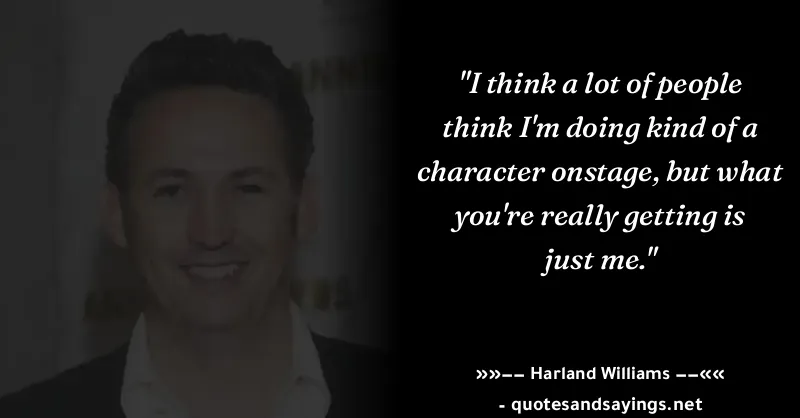 "I think a lot of people
think I'm doing kind of a
character onstage, but what
you're really getting is
just me."
»»−− Harland Williams −−««
- quotesandsayings.net